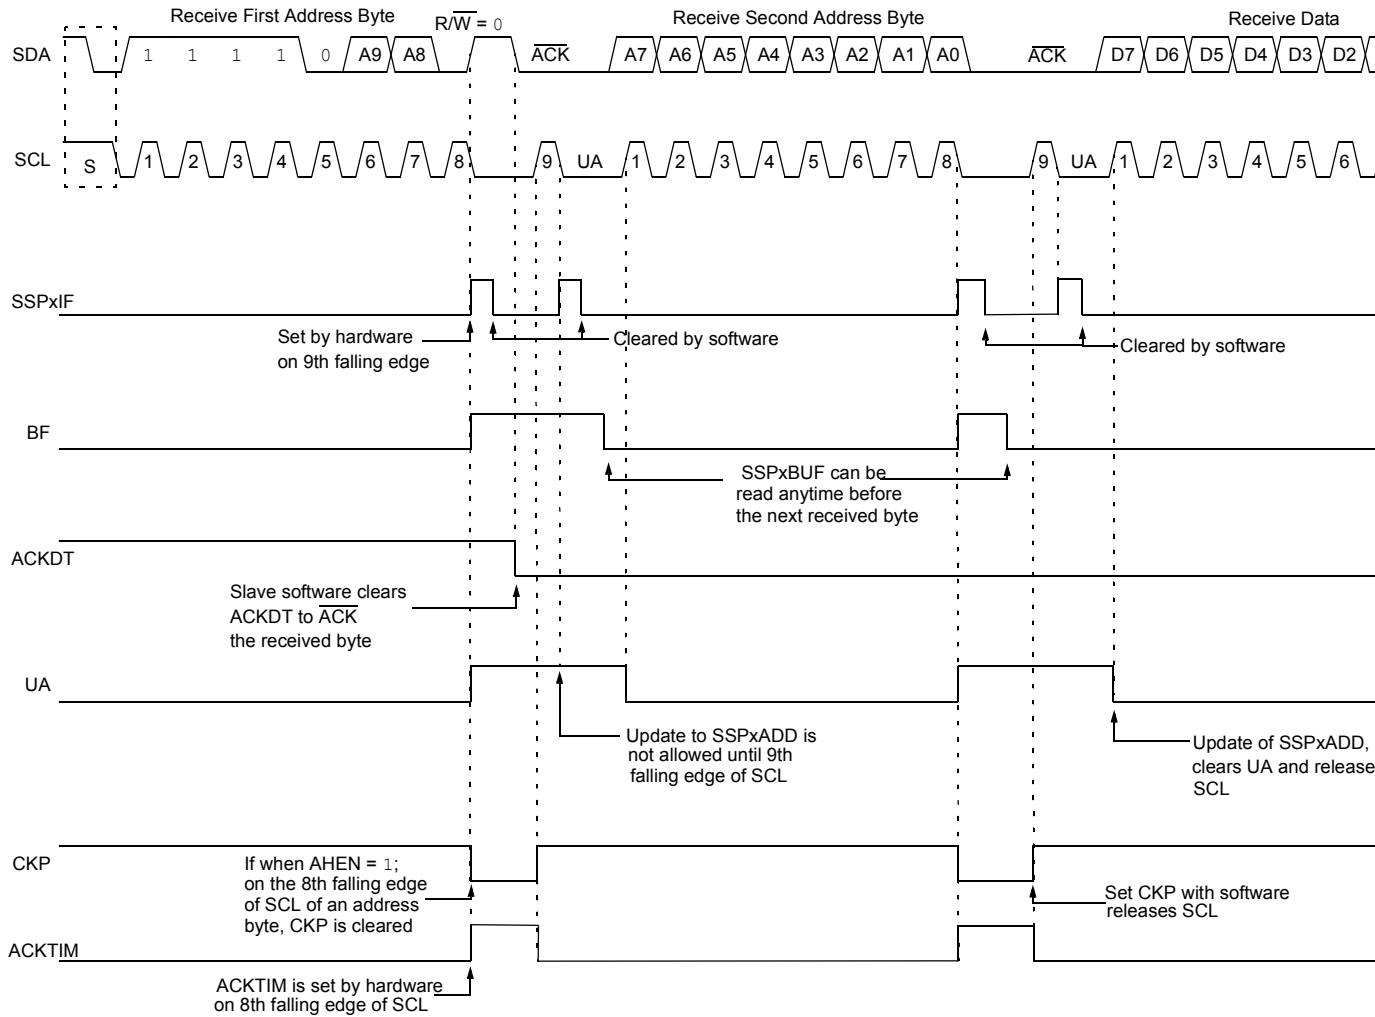 Receive First Address Byte
R/W = 0
Receive Second Address Byte
Receive Data
SDA
1 1 1 1 0 A9 A8
ACK
A7 A6 A5 A4 A3 A2 A1 A0
ACK
D7 D6 D5 D4 D3 D2
SCL
S
1 2 3 4 5 6 7 8 9 UA 1 2 3 4 5 6 7 8 9 UA 1 2 3 4 5 6
SSPxIF
Set by hardware
on 9th falling edge
Cleared by software
Cleared by software
BF
SSPxBUF can be
read anytime before
the next received byte
ACKDT
Slave software clears
ACKDT to ACK
the received byte
UA
Update to SSPxADD is
not allowed until 9th
falling edge of SCL
Update of SSPxADD,
clears UA and release
SCL
CKP
If when AHEN = 1;
on the 8th falling edge
of SCL of an address
byte, CKP is cleared
Set CKP with software
releases SCL
ACKTIM
ACKTIM is set by hardware
on 8th falling edge of SCL